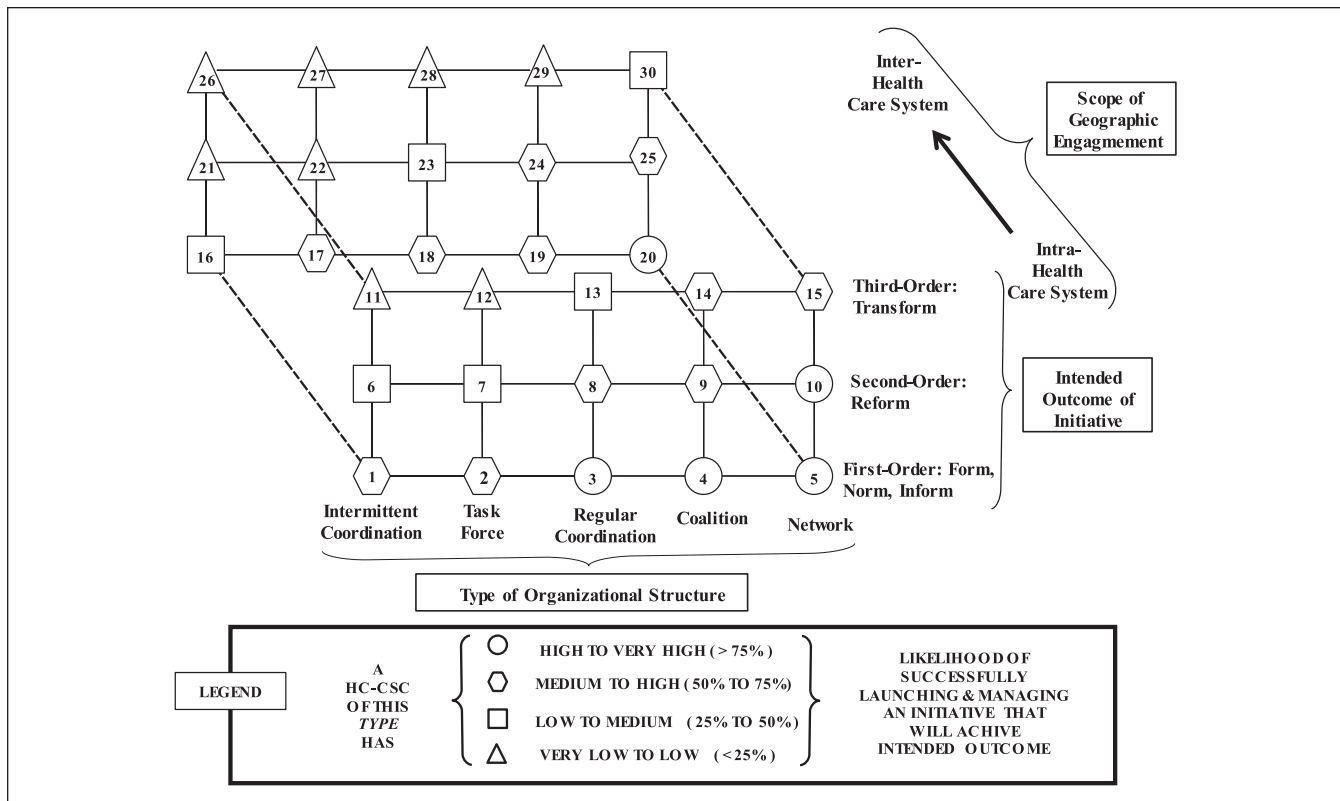 26 27 28 29 30
21 22 23 24 25
16 17 18 19 20
11 12 13 14 15
6 7 8 9 10
1 2 3 4 5
Inter-
Health
Care System
Scope of
Geographic
Engagmement
Intra-
Health
Care System
Third-Order:
Transform
Second-Order:
Reform
First-Order: Form,
Norm, Inform
Intended
Outcome of
Initiative
Intermittent
Coordination
Task
Force
Regular
Coordination
Coalition
Network
Type of Organizational Structure
LEGEND
A
HC-CSC
OF THIS
TYPE
HAS
HIGH TO VERY HIGH (> 75%)
MEDIUM TO HIGH (50% TO 75%)
LOW TO MEDIUM (25% TO 50%)
VERY LOW TO LOW (<25%)
LIKELIHOOD OF
SUCCESSFULLY
LAUNCHING & MANAGING
AN INITIATIVE THAT
WILL ACHIVE
INTENDED OUTCOME